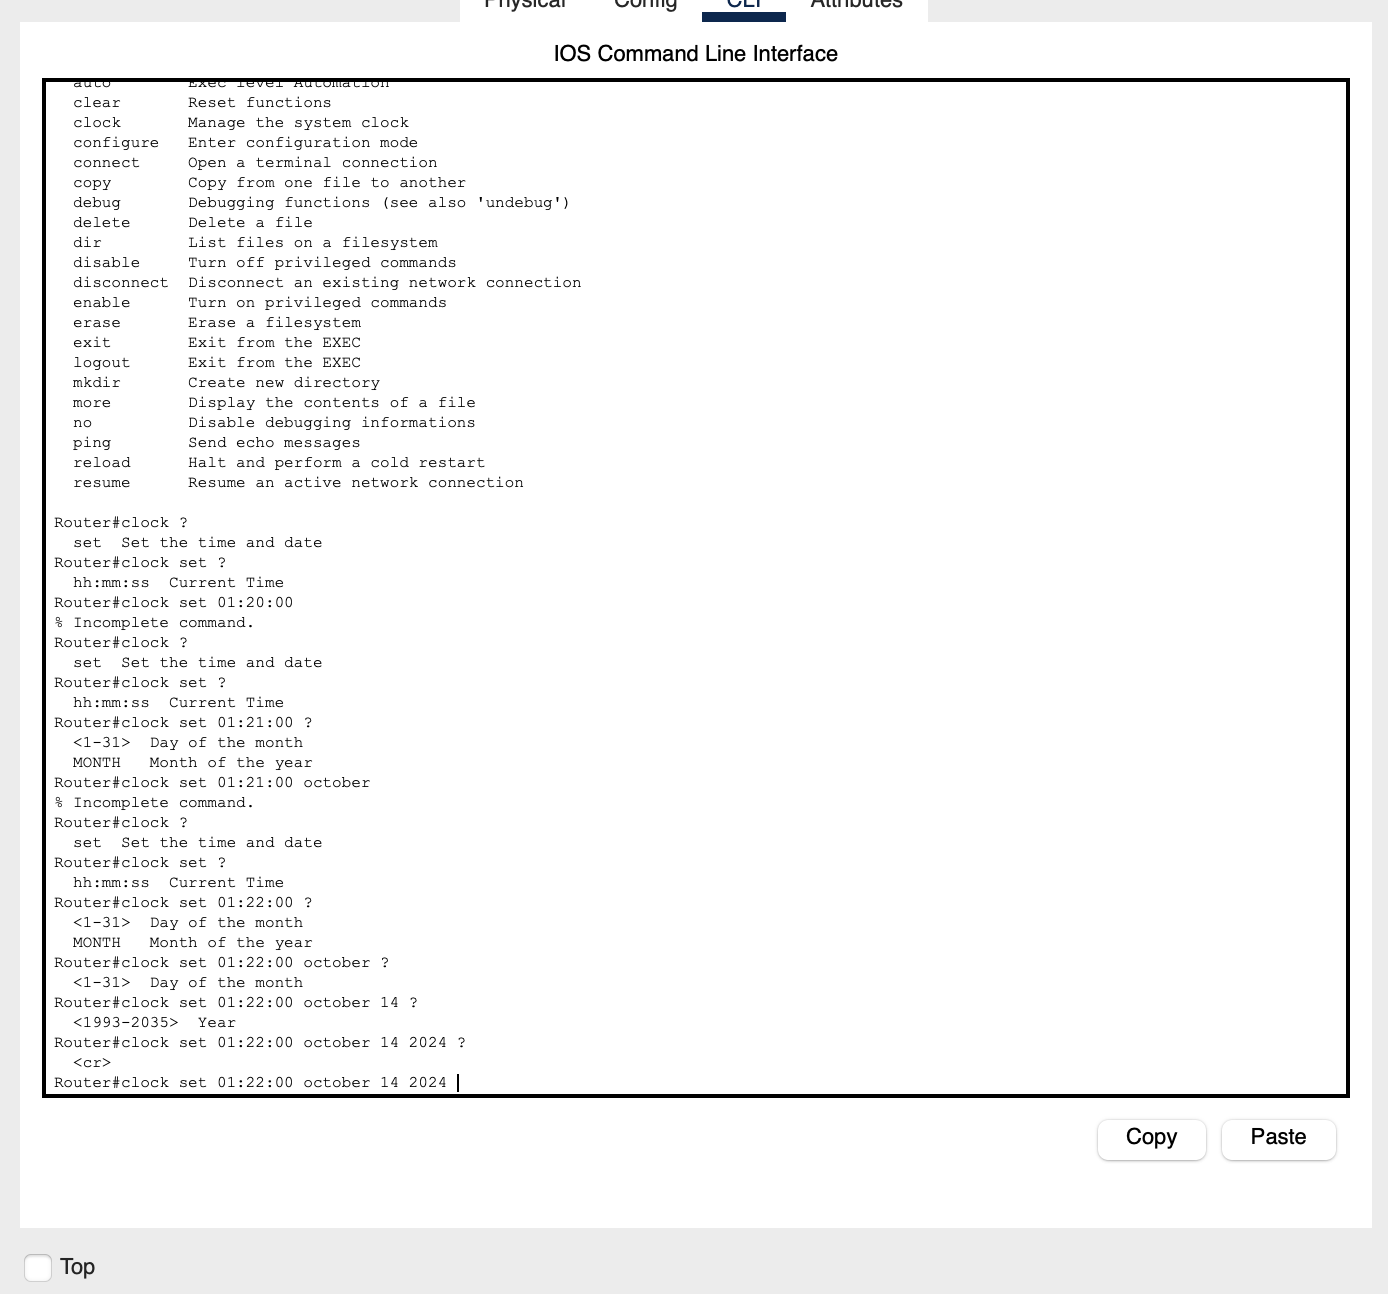 Physical Config CLI Attributes
IOS Command Line Interface
auto Exec level Automation
clear Reset functions
clock Manage the system clock
configure Enter configuration mode
connect Open a terminal connection
copy Copy from one file to another
debug Debugging functions (see also 'undebug')
delete Delete a file
dir List files on a filesystem
disable Turn off privileged commands
disconnect Disconnect an existing network connection
enable Turn on privileged commands
erase Erase a filesystem
exit Exit from the EXEC
logout Exit from the EXEC
mkdir Create new directory
more Display the contents of a file
no Disable debugging informations
ping Send echo messages
reload Halt and perform a cold restart
resume Resume an active network connection
Router#clock ?
set Set the time and date
Router#clock set ?
hh:mm:ss Current Time
Router#clock set 01:20:00
% Incomplete command.
Router#clock ?
set Set the time and date
Router#clock set ?
hh:mm:ss Current Time
Router#clock set 01:21:00 ?
<1-31> Day of the month
MONTH Month of the year
Router#clock set 01:21:00 october
% Incomplete command.
Router#clock ?
set Set the time and date
Router#clock set ?
hh:mm:ss Current Time
Router#clock set 01:22:00 ?
<1-31> Day of the month
MONTH Month of the year
Router#clock set 01:22:00 october ?
<1-31> Day of the month
Router#clock set 01:22:00 october 14 ?
<1993-2035> Year
Router#clock set 01:22:00 october 14 2024 ?
<cr>
Router#clock set 01:22:00 october 14 2024
Copy Paste
Top